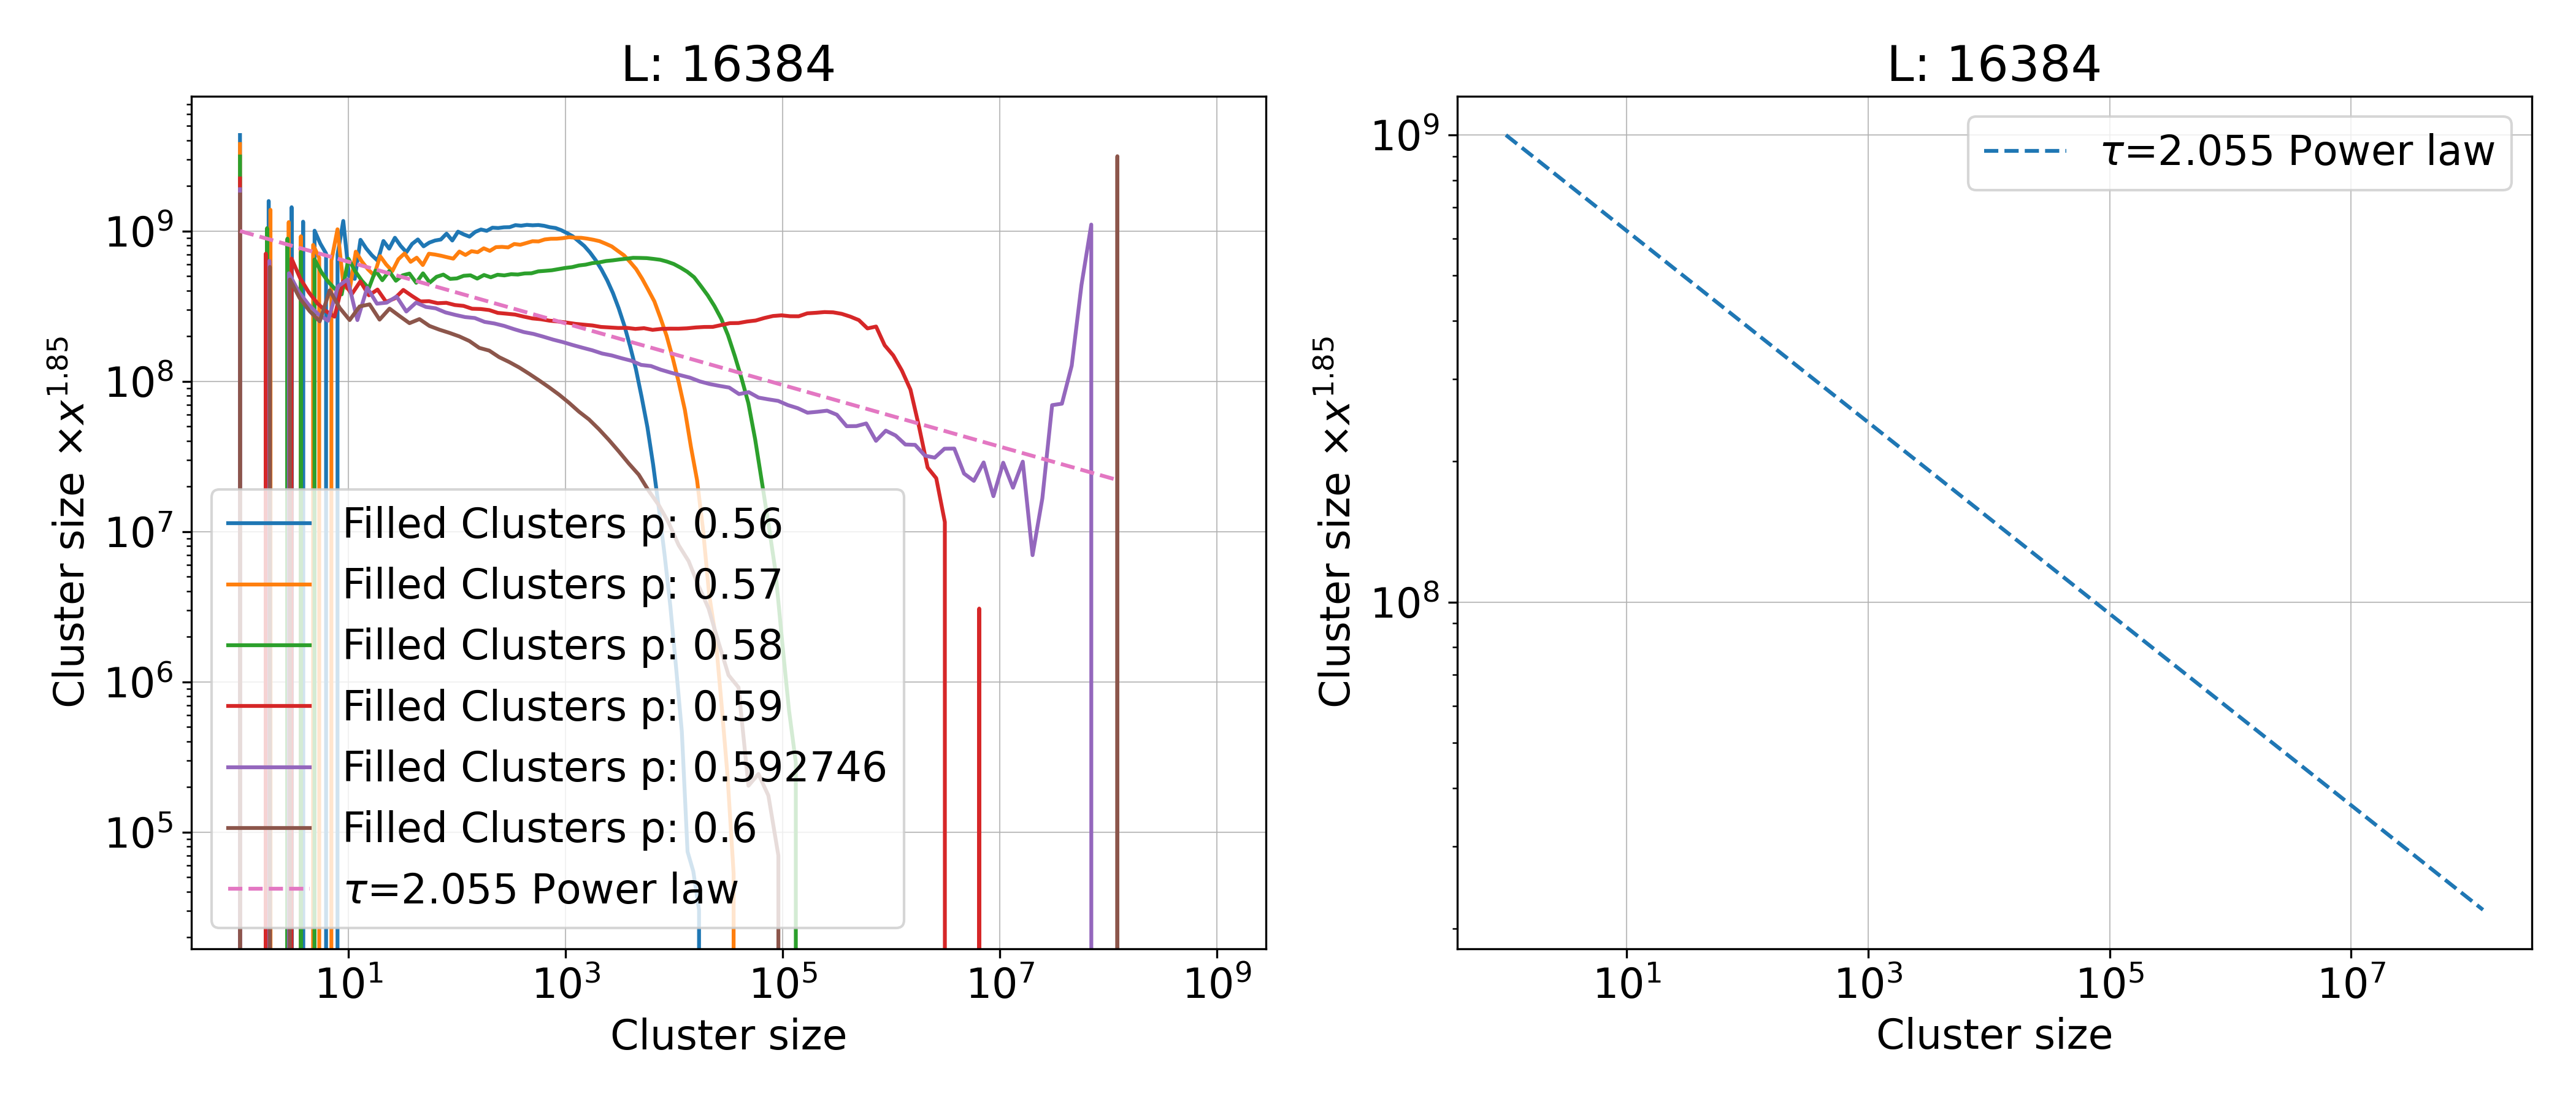 L: 16384
Cluster size ×x^1.85
10^9
10^8
10^7
10^6
10^5
Filled Clusters p: 0.56
Filled Clusters p: 0.57
Filled Clusters p: 0.58
Filled Clusters p: 0.59
Filled Clusters p: 0.592746
Filled Clusters p: 0.6
τ=2.055 Power law
10^1 10^3 10^5 10^7 10^9
Cluster size
L: 16384
Cluster size ×x^1.85
10^9
10^8
τ=2.055 Power law
10^1 10^3 10^5 10^7
Cluster size